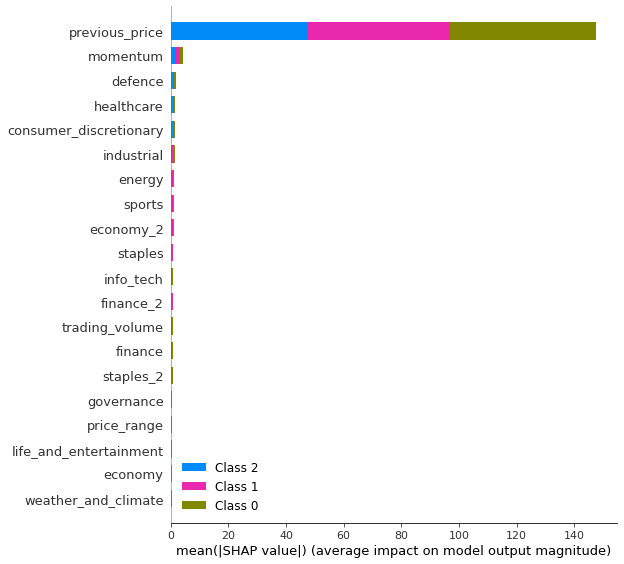 previous_price
momentum
defence
healthcare
consumer_discretionary
industrial
energy
sports
economy_2
staples
info_tech
finance_2
trading_volume
finance
staples_2
governance
price_range
life_and_entertainment
economy
weather_and_climate
Class 2
Class 1
Class 0
0 20 40 60 80 100 120 140
mean(|SHAP value|) (average impact on model output magnitude)